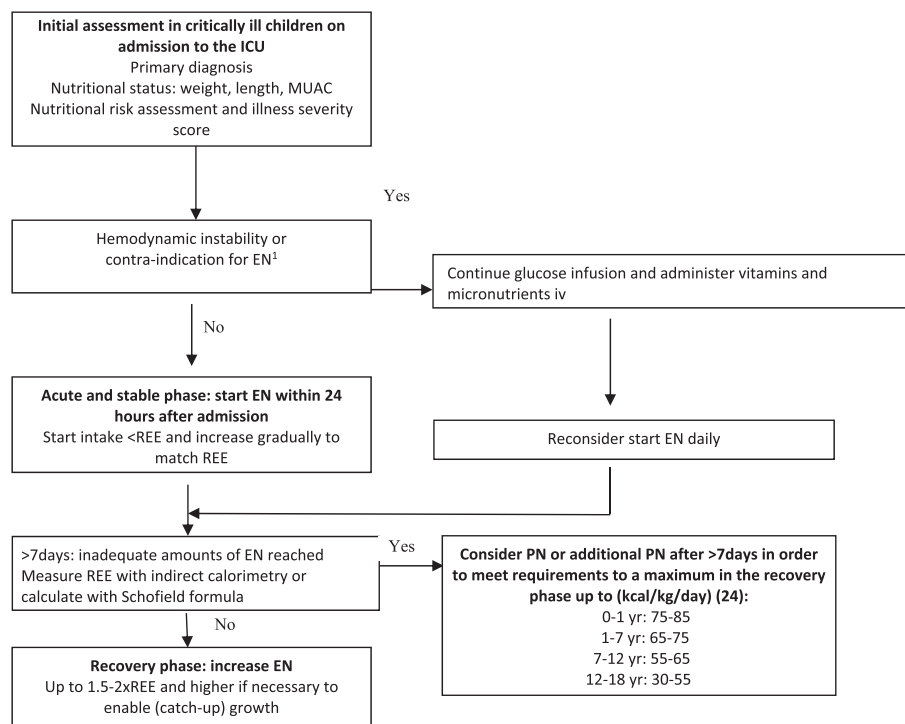 Initial assessment in critically ill children on
admission to the ICU
Primary diagnosis
Nutritional status: weight, length, MUAC
Nutritional risk assessment and illness severity
score
Yes
Hemodynamic instability or
contra-indication for EN¹
Continue glucose infusion and administer vitamins and
micronutrients iv
No
Acute and stable phase: start EN within 24
hours after admission
Start intake <REE and increase gradually to
match REE
Reconsider start EN daily
>7days: inadequate amounts of EN reached
Measure REE with indirect calorimetry or
calculate with Schofield formula
Yes
Consider PN or additional PN after >7days in order
to meet requirements to a maximum in the recovery
phase up to (kcal/kg/day) (24):
0-1 yr: 75-85
1-7 yr: 65-75
7-12 yr: 55-65
12-18 yr: 30-55
No
Recovery phase: increase EN
Up to 1.5-2xREE and higher if necessary to
enable (catch-up) growth